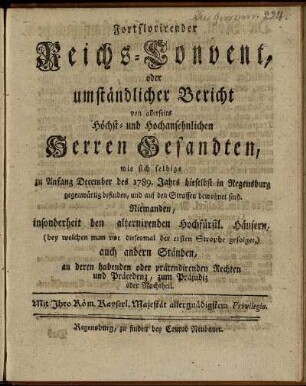 Fortflorirender
Reichs-Convent,
oder
umständlicher Bericht
von allerseits
Höchst- und Hochansehnlichen
Herren Gesandten,
wie sich selbige
zu Anfang December des 1789. Jahrs hieselbst in Regensburg
gegenwärtig befinden, und auf den Strassen bewohnet sind.
Niemanden,
insonderheit den alternirenden Hochfürstl. Häusern,
(bey welchen man vor diesesmal der ersten Strophe gefolget,)
auch andern Ständen,
an deren habenden oder prätendirenden Rechten
und Präcedenz, zum Präjudiz
oder Nachtheil.
Mit Ihro Röm. Kayserl. Majestät allergnädigstem Privilegio.
Regensburg, zu finden bey Conrad Neubauer.